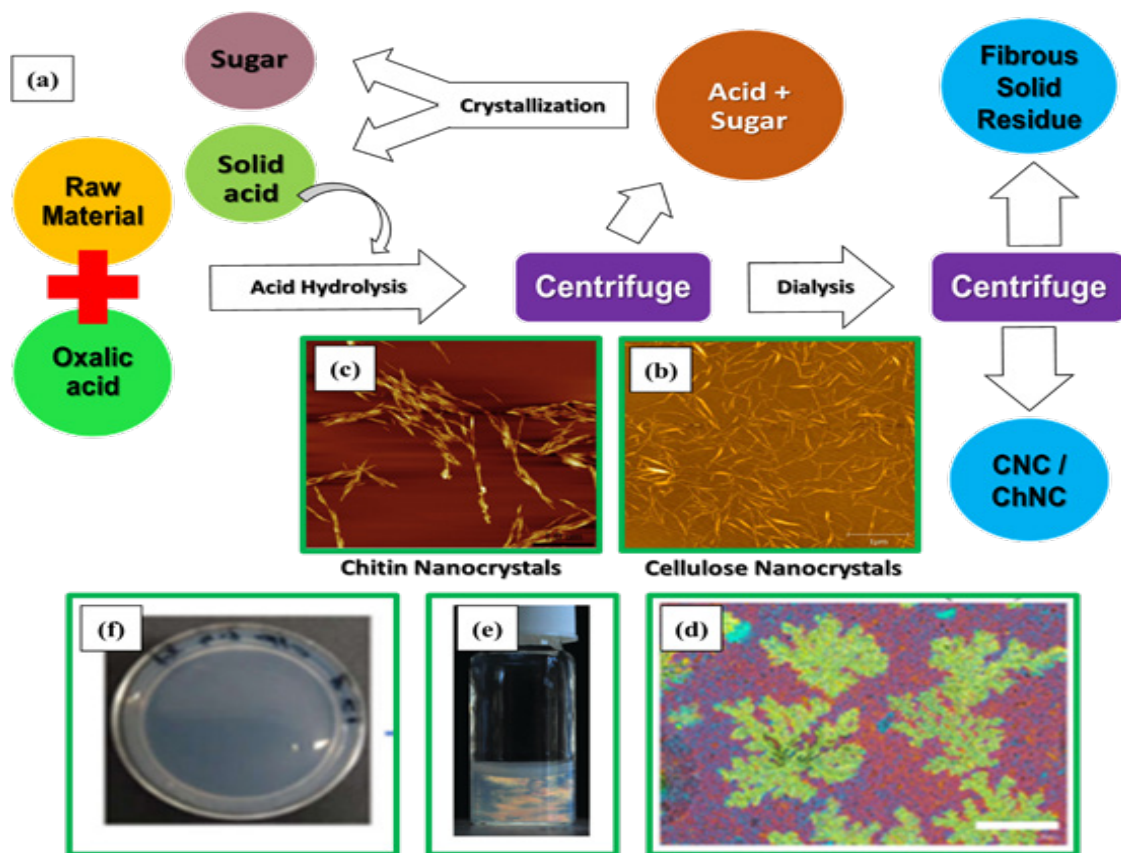 (a)
Sugar
Solid
acid
Raw
Material
Oxalic
acid
Crystallization
Acid +
Sugar
Fibrous
Solid
Residue
Acid Hydrolysis
Centrifuge
Dialysis
Centrifuge
CNC /
ChNC
(c)
(b)
1μm
Chitin Nanocrystals
Cellulose Nanocrystals
(f)
(e)
(d)